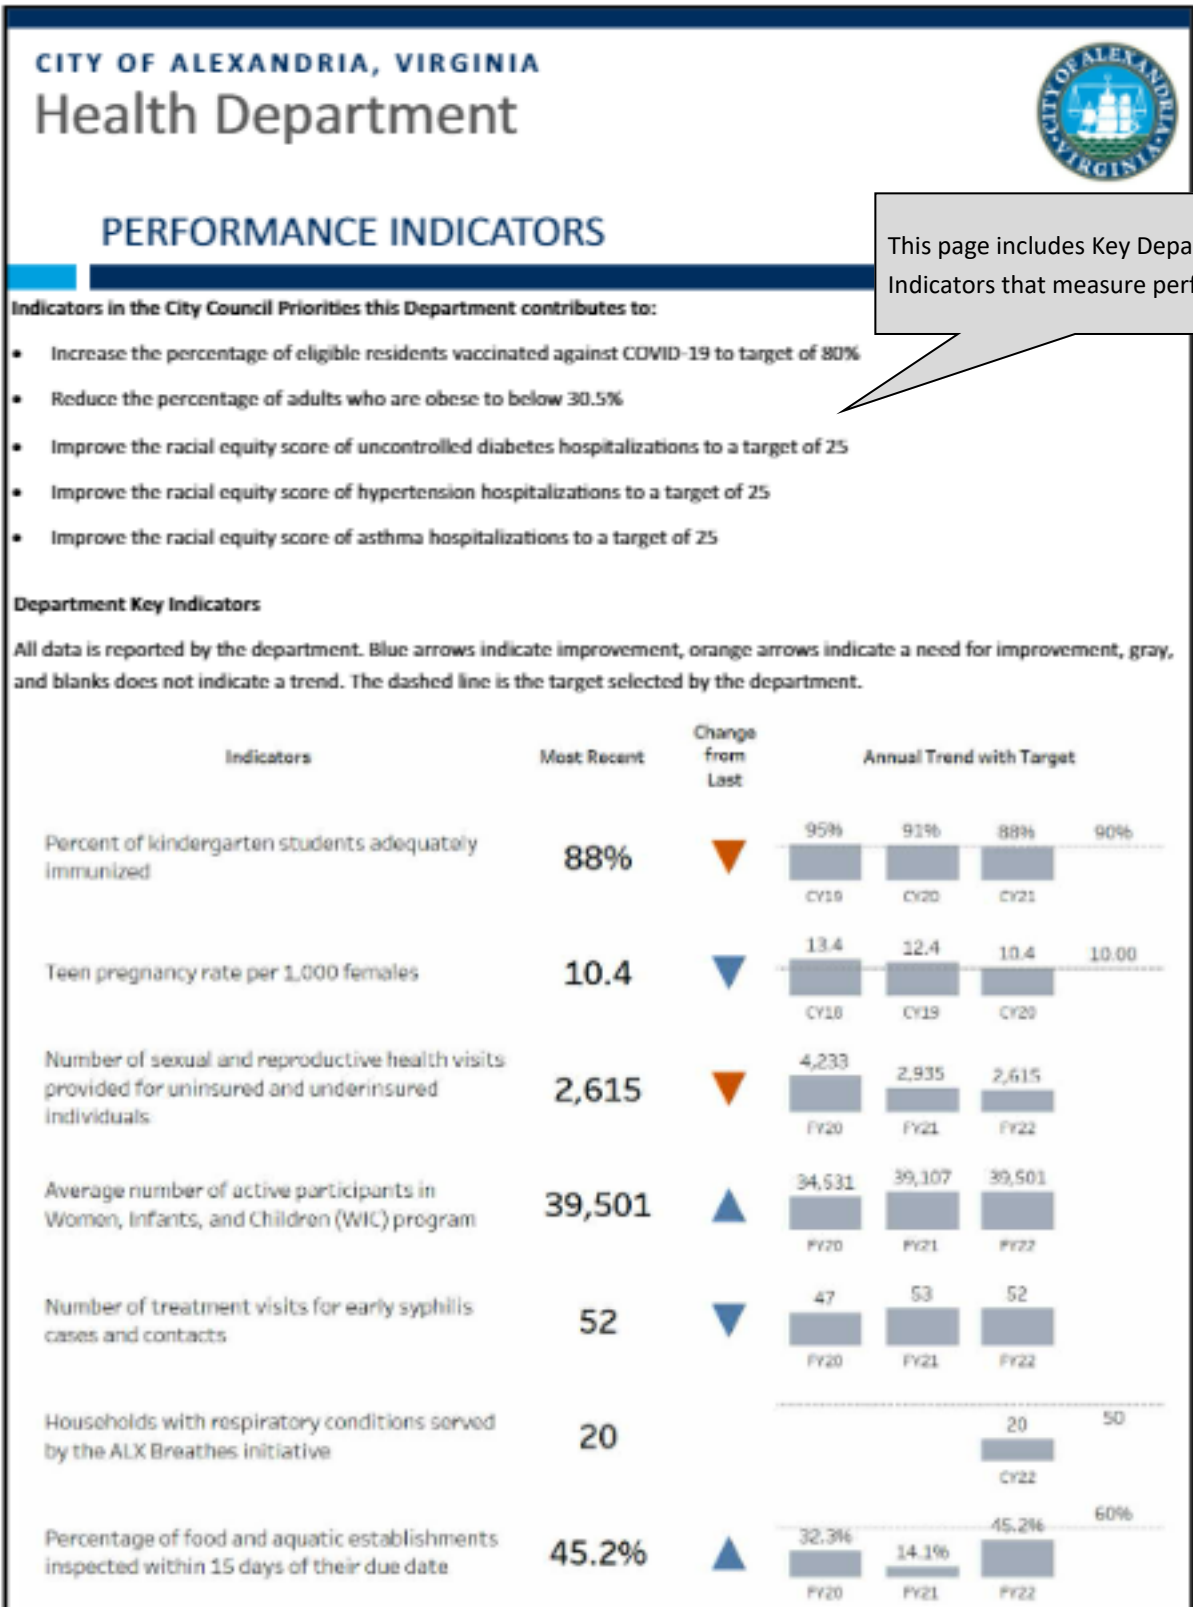 CITY OF ALEXANDRIA, VIRGINIA
Health Department
CITY OF ALEXANDRIA
VIRGINIA
PERFORMANCE INDICATORS
This page includes Key Depa
Indicators that measure perf
Indicators in the City Council Priorities this Department contributes to:
• Increase the percentage of eligible residents vaccinated against COVID-19 to target of 80%
• Reduce the percentage of adults who are obese to below 30.5%
• Improve the racial equity score of uncontrolled diabetes hospitalizations to a target of 25
• Improve the racial equity score of hypertension hospitalizations to a target of 25
• Improve the racial equity score of asthma hospitalizations to a target of 25
Department Key Indicators
All data is reported by the department. Blue arrows indicate improvement, orange arrows indicate a need for improvement, gray,
and blanks does not indicate a trend. The dashed line is the target selected by the department.
Indicators Most Recent Change from Last Annual Trend with Target
Percent of kindergarten students adequately
immunized
88%
95% 91% 88% 90%
CY19 CY20 CY21
Teen pregnancy rate per 1,000 females
10.4
13.4 12.4 10.4 10.00
CY18 CY19 CY20
Number of sexual and reproductive health visits
provided for uninsured and underinsured
individuals
2,615
4,233 2,935 2,615
FY20 FY21 FY22
Average number of active participants in
Women, Infants, and Children (WIC) program
39,501
34,531 39,107 39,501
FY20 FY21 FY22
Number of treatment visits for early syphilis
cases and contacts
52
47 53 52
FY20 FY21 FY22
Households with respiratory conditions served
by the ALX Breathes initiative
20
20 50
CY22
Percentage of food and aquatic establishments
inspected within 15 days of their due date
45.2%
32.3% 14.1% 45.2% 60%
FY20 FY21 FY22